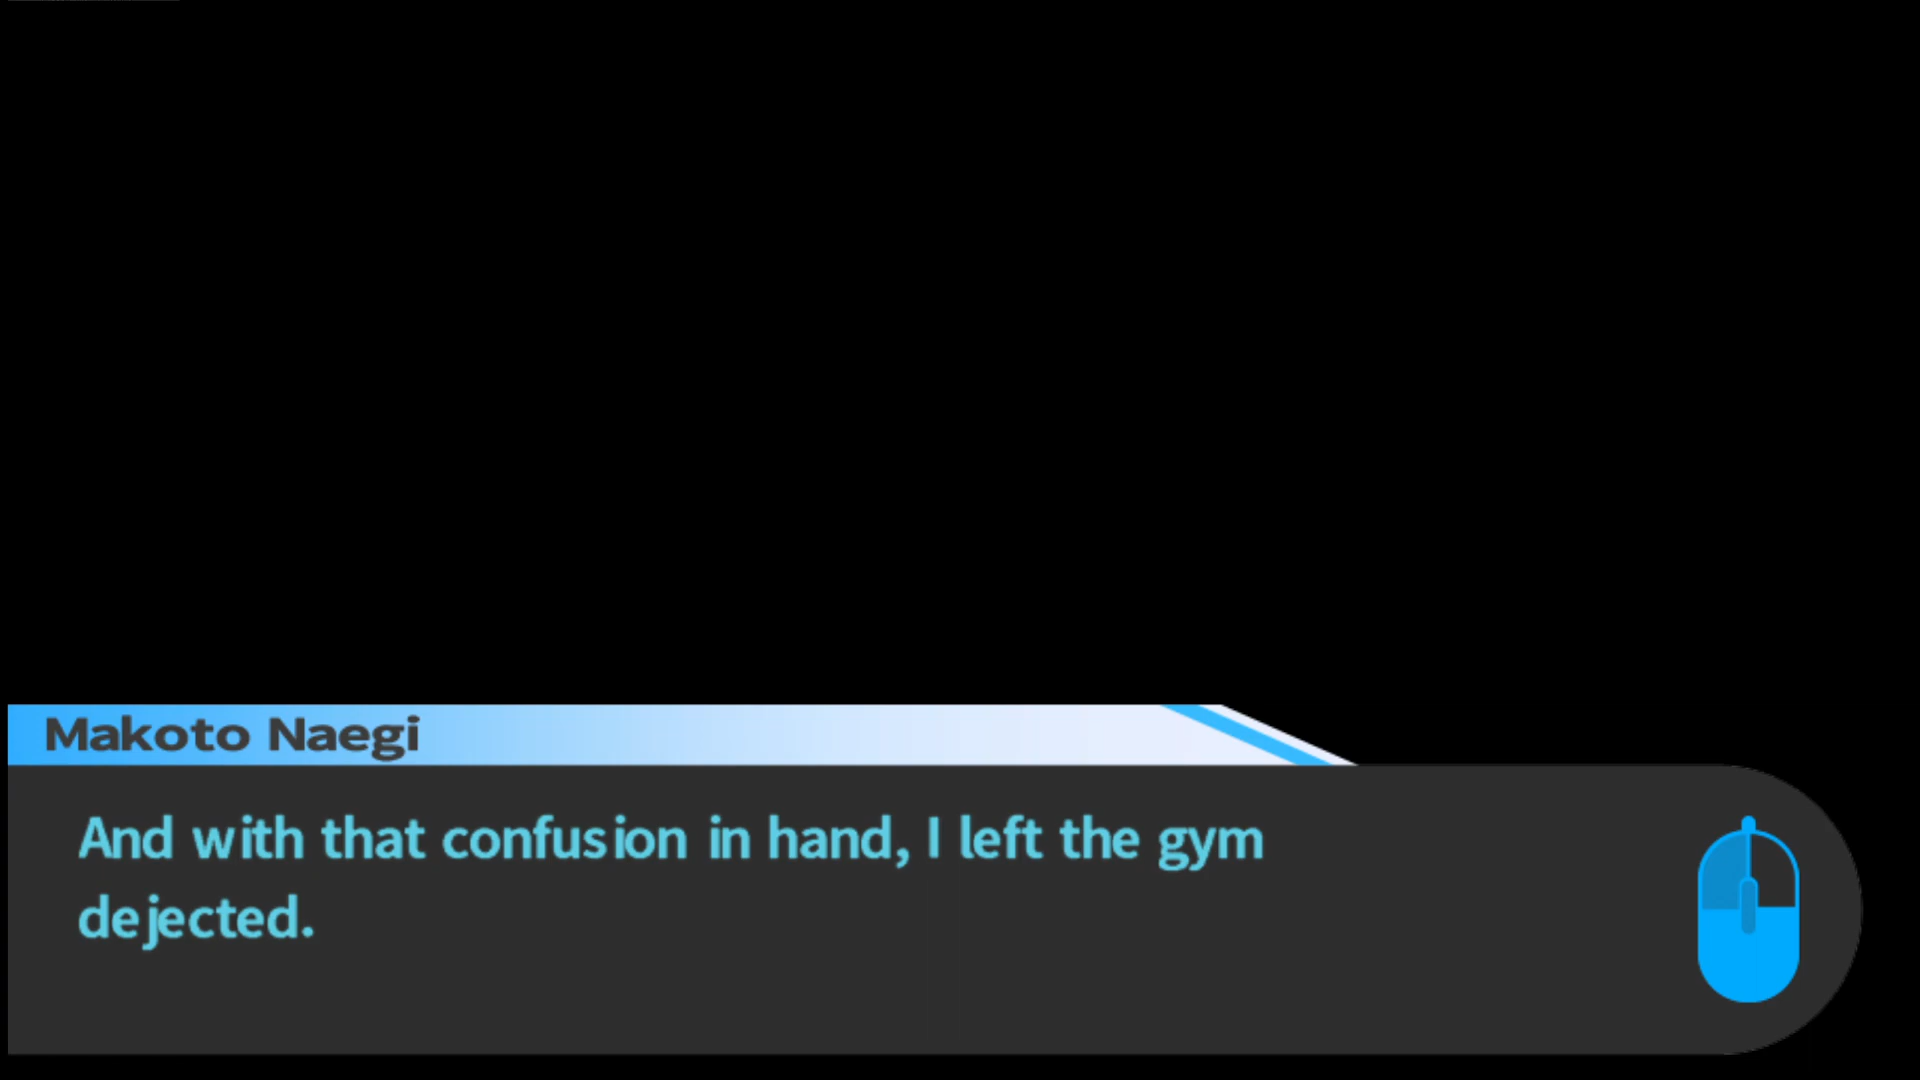 Makoto Naegi
And with that confusion in hand, I left the gym
dejected.